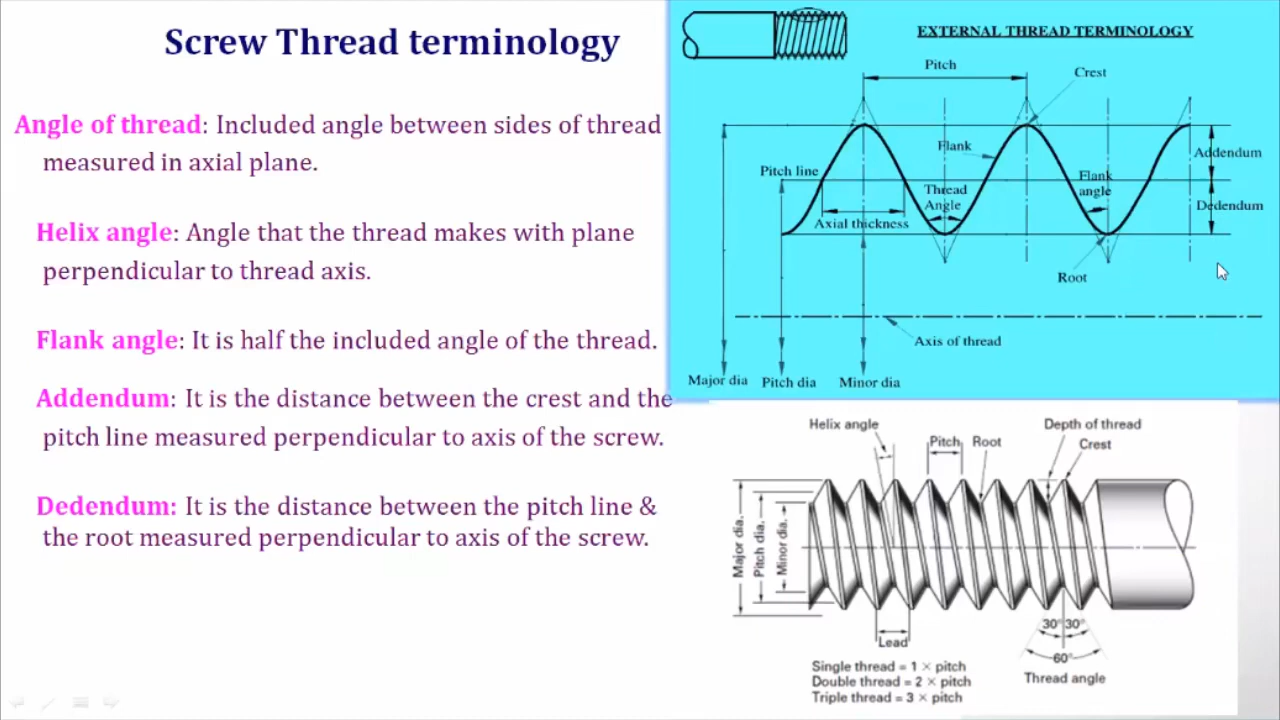 Screw Thread terminology
Angle of thread: Included angle between sides of thread
measured in axial plane.
Helix angle: Angle that the thread makes with plane
perpendicular to thread axis.
Flank angle: It is half the included angle of the thread.
Addendum: It is the distance between the crest and the
pitch line measured perpendicular to axis of the screw.
Dedendum: It is the distance between the pitch line &
the root measured perpendicular to axis of the screw.
EXTERNAL THREAD TERMINOLOGY
Pitch
Crest
Flank
Addendum
Pitch line
Thread
Angle
Flank
angle
Axial thickness
Dedendum
Root
Axis of thread
Major dia
Pitch dia
Minor dia
Helix angle
Pitch
Root
Depth of thread
Crest
Major dia.
Pitch dia.
Minor dia.
Lead
30°
30°
60°
Thread angle
Single thread = 1 × pitch
Double thread = 2 × pitch
Triple thread = 3 × pitch